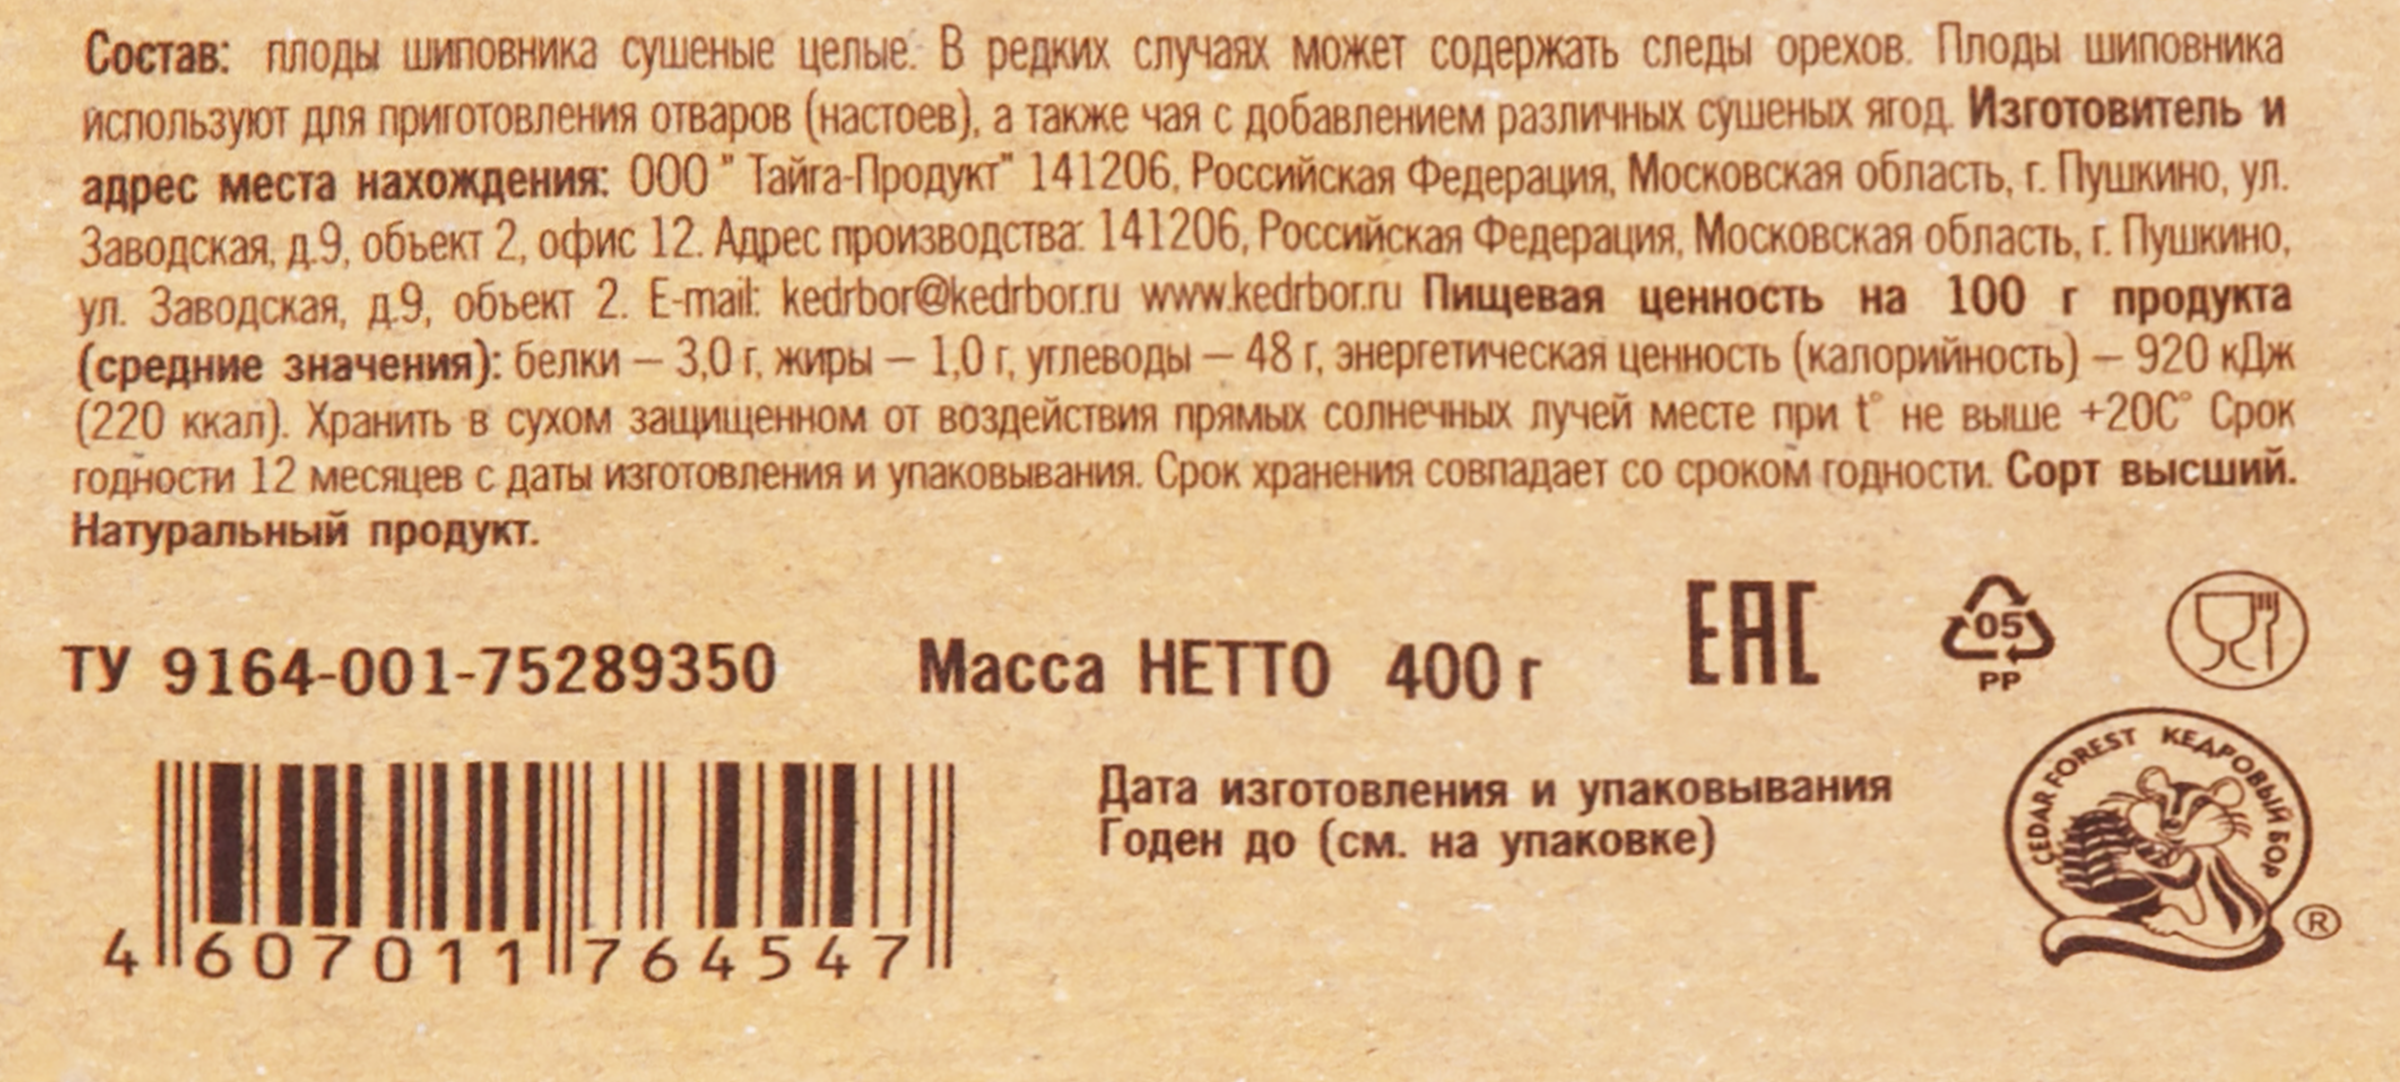 Состав: плоды шиповника сушеные целые. В редких случаях может содержать следы орехов. Плоды шиповника
используют для приготовления отваров (настоев), а также чая с добавлением различных сушеных ягод. Изготовитель и
адрес места нахождения: ООО " Тайга-Продукт" 141206, Российская Федерация, Московская область, г. Пушкино, ул.
Заводская, д.9, объект 2, офис 12. Адрес производства: 141206, Российская Федерация, Московская область, г. Пушкино,
ул. Заводская, д.9, объект 2. E-mail: kedrbor@kedrbor.ru www.kedrbor.ru Пищевая ценность на 100 г продукта
(средние значения): белки – 3,0 г, жиры – 1,0 г, углеводы – 48 г, энергетическая ценность (калорийность) – 920 кДж
(220 ккал). Хранить в сухом защищенном от воздействия прямых солнечных лучей месте при t° не выше +20С° Срок
годности 12 месяцев с даты изготовления и упаковывания. Срок хранения совпадает со сроком годности. Сорт высший.
Натуральный продукт.
ТУ 9164-001-75289350 Масса НЕТТО 400 г
EAC
05
PP
CEDAR FOREST КЕДРОВЫЙ БОР
®
Дата изготовления и упаковывания
Годен до (см. на упаковке)
4 607011 764547